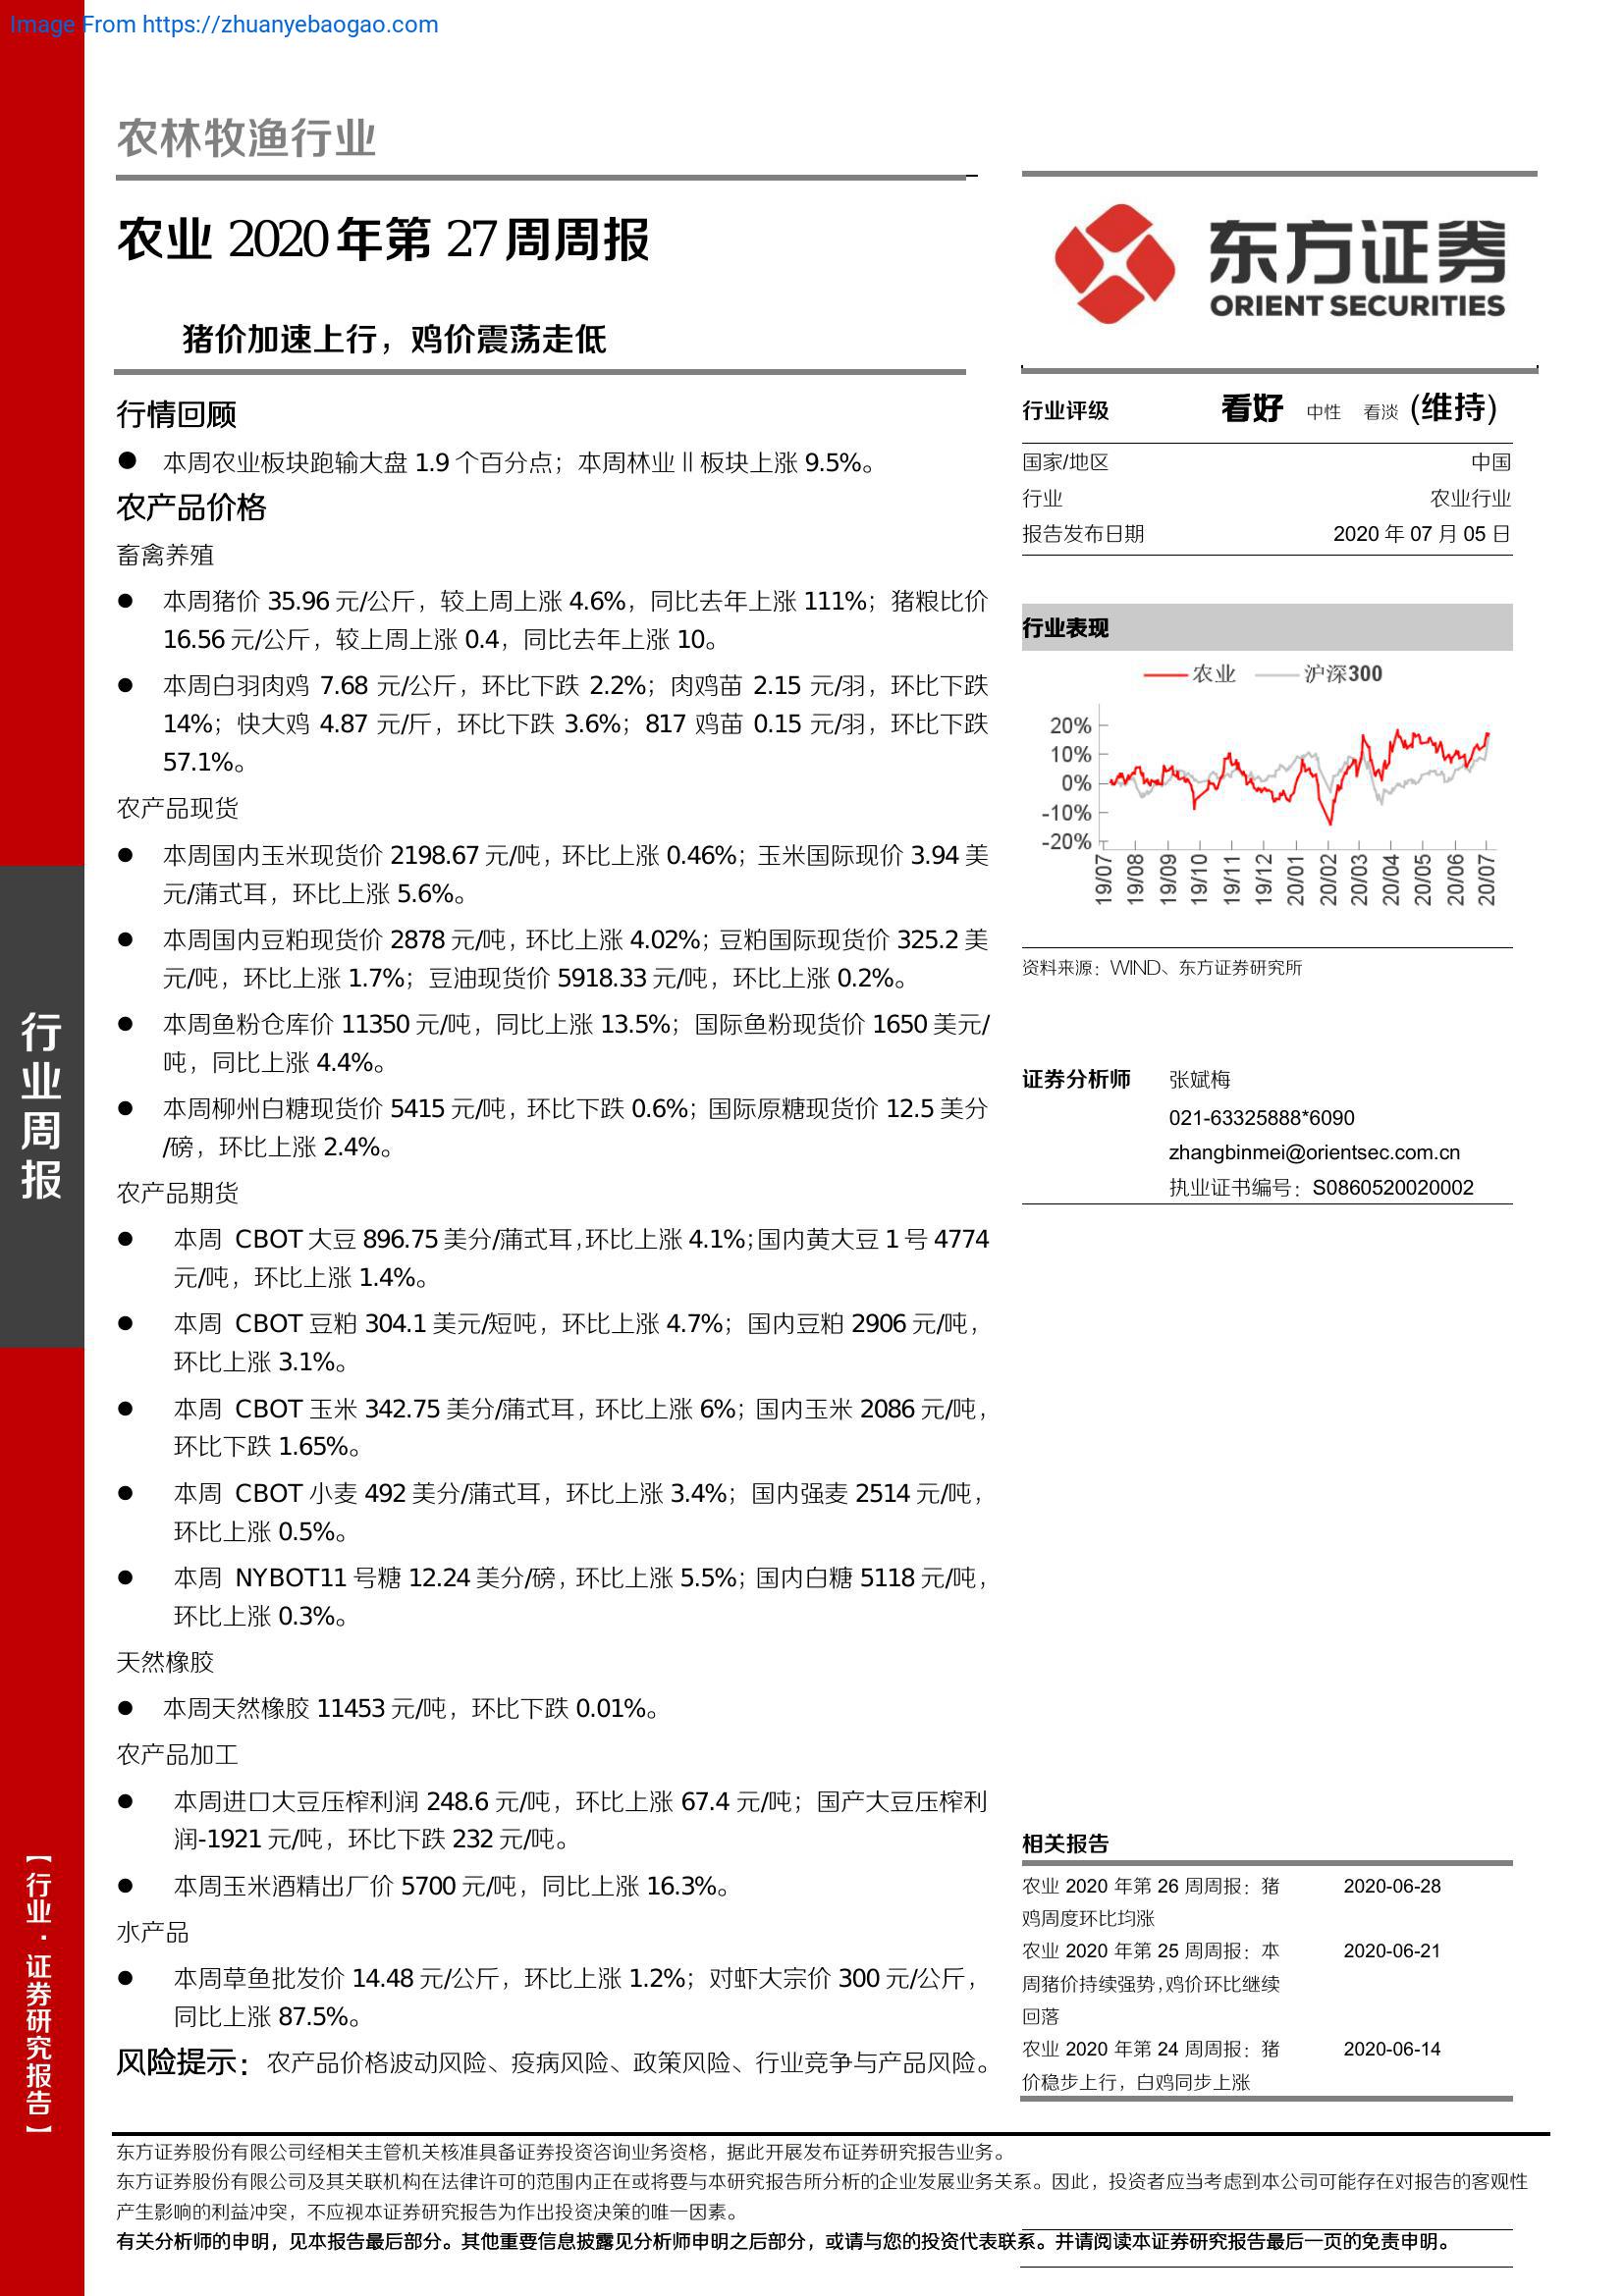 Image From https://zhuanyebaogao.com
农林牧渔行业
农业 2020年第 27周周报
猪价加速上行，鸡价震荡走低
行情回顾
● 本周农业板块跑输大盘 1.9 个百分点；本周林业Ⅱ板块上涨 9.5%。
农产品价格
畜禽养殖
● 本周猪价 35.96 元/公斤，较上周上涨 4.6%，同比去年上涨 111%；猪粮比价
16.56 元/公斤，较上周上涨 0.4，同比去年上涨 10。
● 本周白羽肉鸡 7.68 元/公斤，环比下跌 2.2%；肉鸡苗 2.15 元/羽，环比下跌
14%；快大鸡 4.87 元/斤，环比下跌 3.6%；817 鸡苗 0.15 元/羽，环比下跌
57.1%。
农产品现货
● 本周国内玉米现货价 2198.67 元/吨，环比上涨 0.46%；玉米国际现价 3.94 美
元/蒲式耳，环比上涨 5.6%。
● 本周国内豆粕现货价 2878 元/吨，环比上涨 4.02%；豆粕国际现货价 325.2 美
元/吨，环比上涨 1.7%；豆油现货价 5918.33 元/吨，环比上涨 0.2%。
● 本周鱼粉仓库价 11350 元/吨，同比上涨 13.5%；国际鱼粉现货价 1650 美元/
吨，同比上涨 4.4%。
● 本周柳州白糖现货价 5415 元/吨，环比下跌 0.6%；国际原糖现货价 12.5 美分
/磅，环比上涨 2.4%。
农产品期货
● 本周 CBOT 大豆 896.75 美分/蒲式耳，环比上涨 4.1%；国内黄大豆 1 号 4774
元/吨，环比上涨 1.4%。
● 本周 CBOT 豆粕 304.1 美元/短吨，环比上涨 4.7%；国内豆粕 2906 元/吨，
环比上涨 3.1%。
● 本周 CBOT 玉米 342.75 美分/蒲式耳，环比上涨 6%；国内玉米 2086 元/吨，
环比下跌 1.65%。
● 本周 CBOT 小麦 492 美分/蒲式耳，环比上涨 3.4%；国内强麦 2514 元/吨，
环比上涨 0.5%。
● 本周 NYBOT11 号糖 12.24 美分/磅，环比上涨 5.5%；国内白糖 5118 元/吨，
环比上涨 0.3%。
天然橡胶
● 本周天然橡胶 11453 元/吨，环比下跌 0.01%。
农产品加工
● 本周进口大豆压榨利润 248.6 元/吨，环比上涨 67.4 元/吨；国产大豆压榨利
润-1921 元/吨，环比下跌 232 元/吨。
● 本周玉米酒精出厂价 5700 元/吨，同比上涨 16.3%。
水产品
● 本周草鱼批发价 14.48 元/公斤，环比上涨 1.2%；对虾大宗价 300 元/公斤，
同比上涨 87.5%。
风险提示：农产品价格波动风险、疫病风险、政策风险、行业竞争与产品风险。
东方证券
ORIENT SECURITIES
行业评级 看好 中性 看淡 (维持)
国家/地区 中国
行业 农业行业
报告发布日期 2020 年 07 月 05 日
行业表现
农业 沪深300
20%
10%
0%
-10%
-20%
19/07 19/08 19/09 19/10 19/11 19/12 20/01 20/02 20/03 20/04 20/05 20/06 20/07
资料来源：WIND、东方证券研究所
证券分析师 张斌梅
021-63325888*6090
zhangbinmei@orientsec.com.cn
执业证书编号：S0860520020002
相关报告
农业 2020 年第 26 周周报：猪 2020-06-28
鸡周度环比均涨
农业 2020 年第 25 周周报：本 2020-06-21
周猪价持续强势，鸡价环比继续
回落
农业 2020 年第 24 周周报：猪 2020-06-14
价稳步上行，白鸡同步上涨
行业周报
【行业·证券研究报告】
东方证券股份有限公司经相关主管机关核准具备证券投资咨询业务资格，据此开展发布证券研究报告业务。
东方证券股份有限公司及其关联机构在法律许可的范围内正在或将要与本研究报告所分析的企业发展业务关系。因此，投资者应当考虑到本公司可能存在对报告的客观性
产生影响的利益冲突，不应视本证券研究报告为作出投资决策的唯一因素。
有关分析师的申明，见本报告最后部分。其他重要信息披露见分析师申明之后部分，或请与您的投资代表联系。并请阅读本证券研究报告最后一页的免责申明。